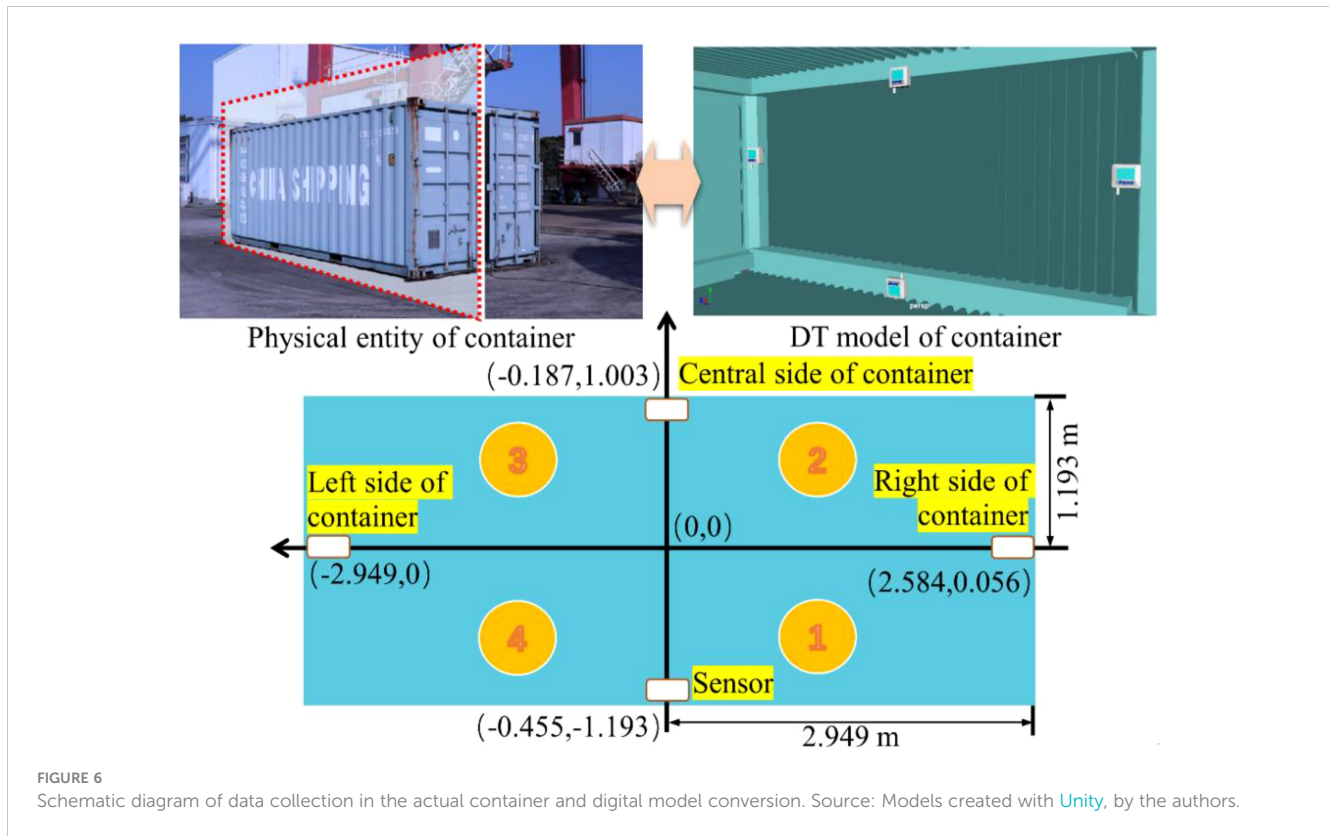 CHINA SHIPPING
persp
Physical entity of container
DT model of container
(-0.187,1.003)
Central side of container
3
2
Left side of
container
Right side of
container
1.193 m
(0,0)
(-2.949,0)
(2.584,0.056)
4
1
Sensor
(-0.455,-1.193)
2.949 m
FIGURE 6
Schematic diagram of data collection in the actual container and digital model conversion. Source: Models created with Unity, by the authors.